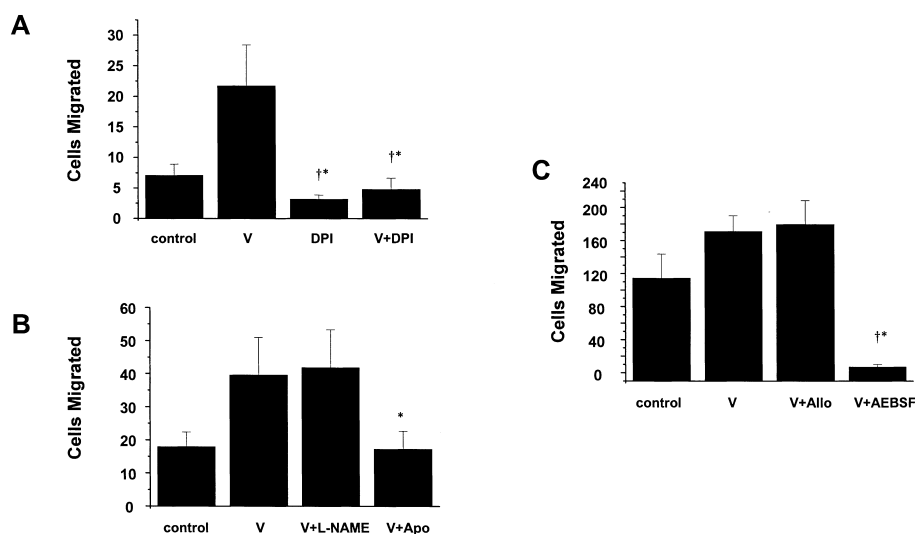 A
Cells Migrated
30
25
20
15
10
5
0
†*
†*
control V DPI V+DPI
B
Cells Migrated
60
50
40
30
20
10
0
*
control V V+L-NAME V+Apo
C
Cells Migrated
240
200
160
120
80
40
0
†*
control V V+Allo V+AEBSF